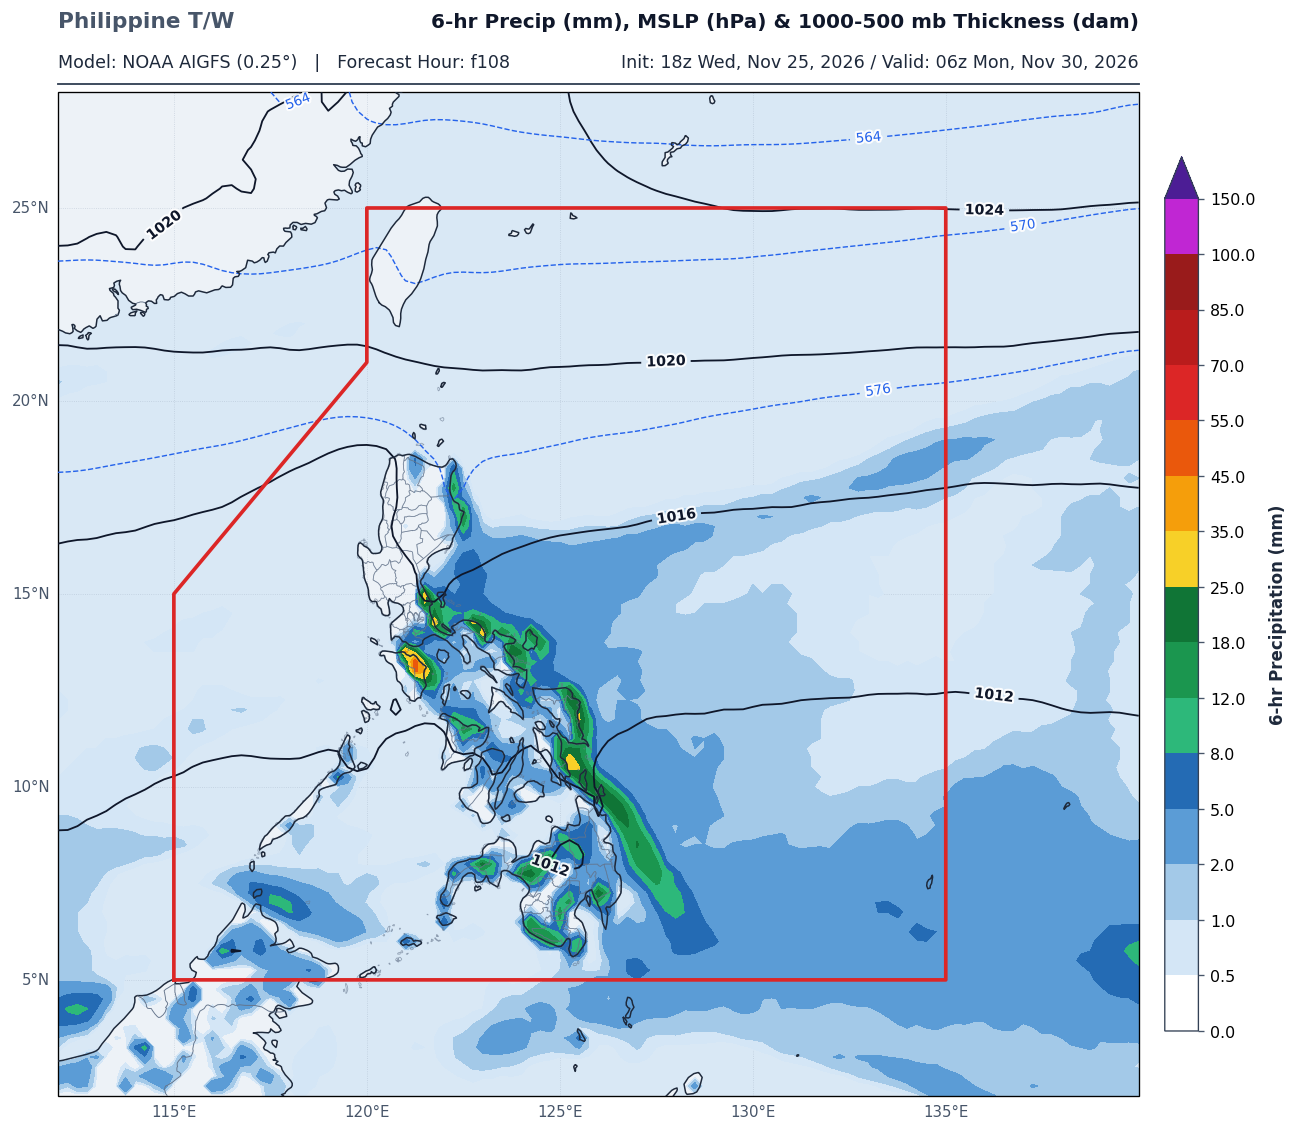 Philippine T/W
6-hr Precip (mm), MSLP (hPa) & 1000-500 mb Thickness (dam)
Model: NOAA AIGFS (0.25°) | Forecast Hour: f108
Init: 18z Wed, Nov 25, 2026 / Valid: 06z Mon, Nov 30, 2026
564
564
1020
1024
570
1020
576
1016
1012
1012
25°N
20°N
15°N
10°N
5°N
115°E
120°E
125°E
130°E
135°E
150.0
100.0
85.0
70.0
55.0
45.0
35.0
25.0
18.0
12.0
8.0
5.0
2.0
1.0
0.5
0.0
6-hr Precipitation (mm)